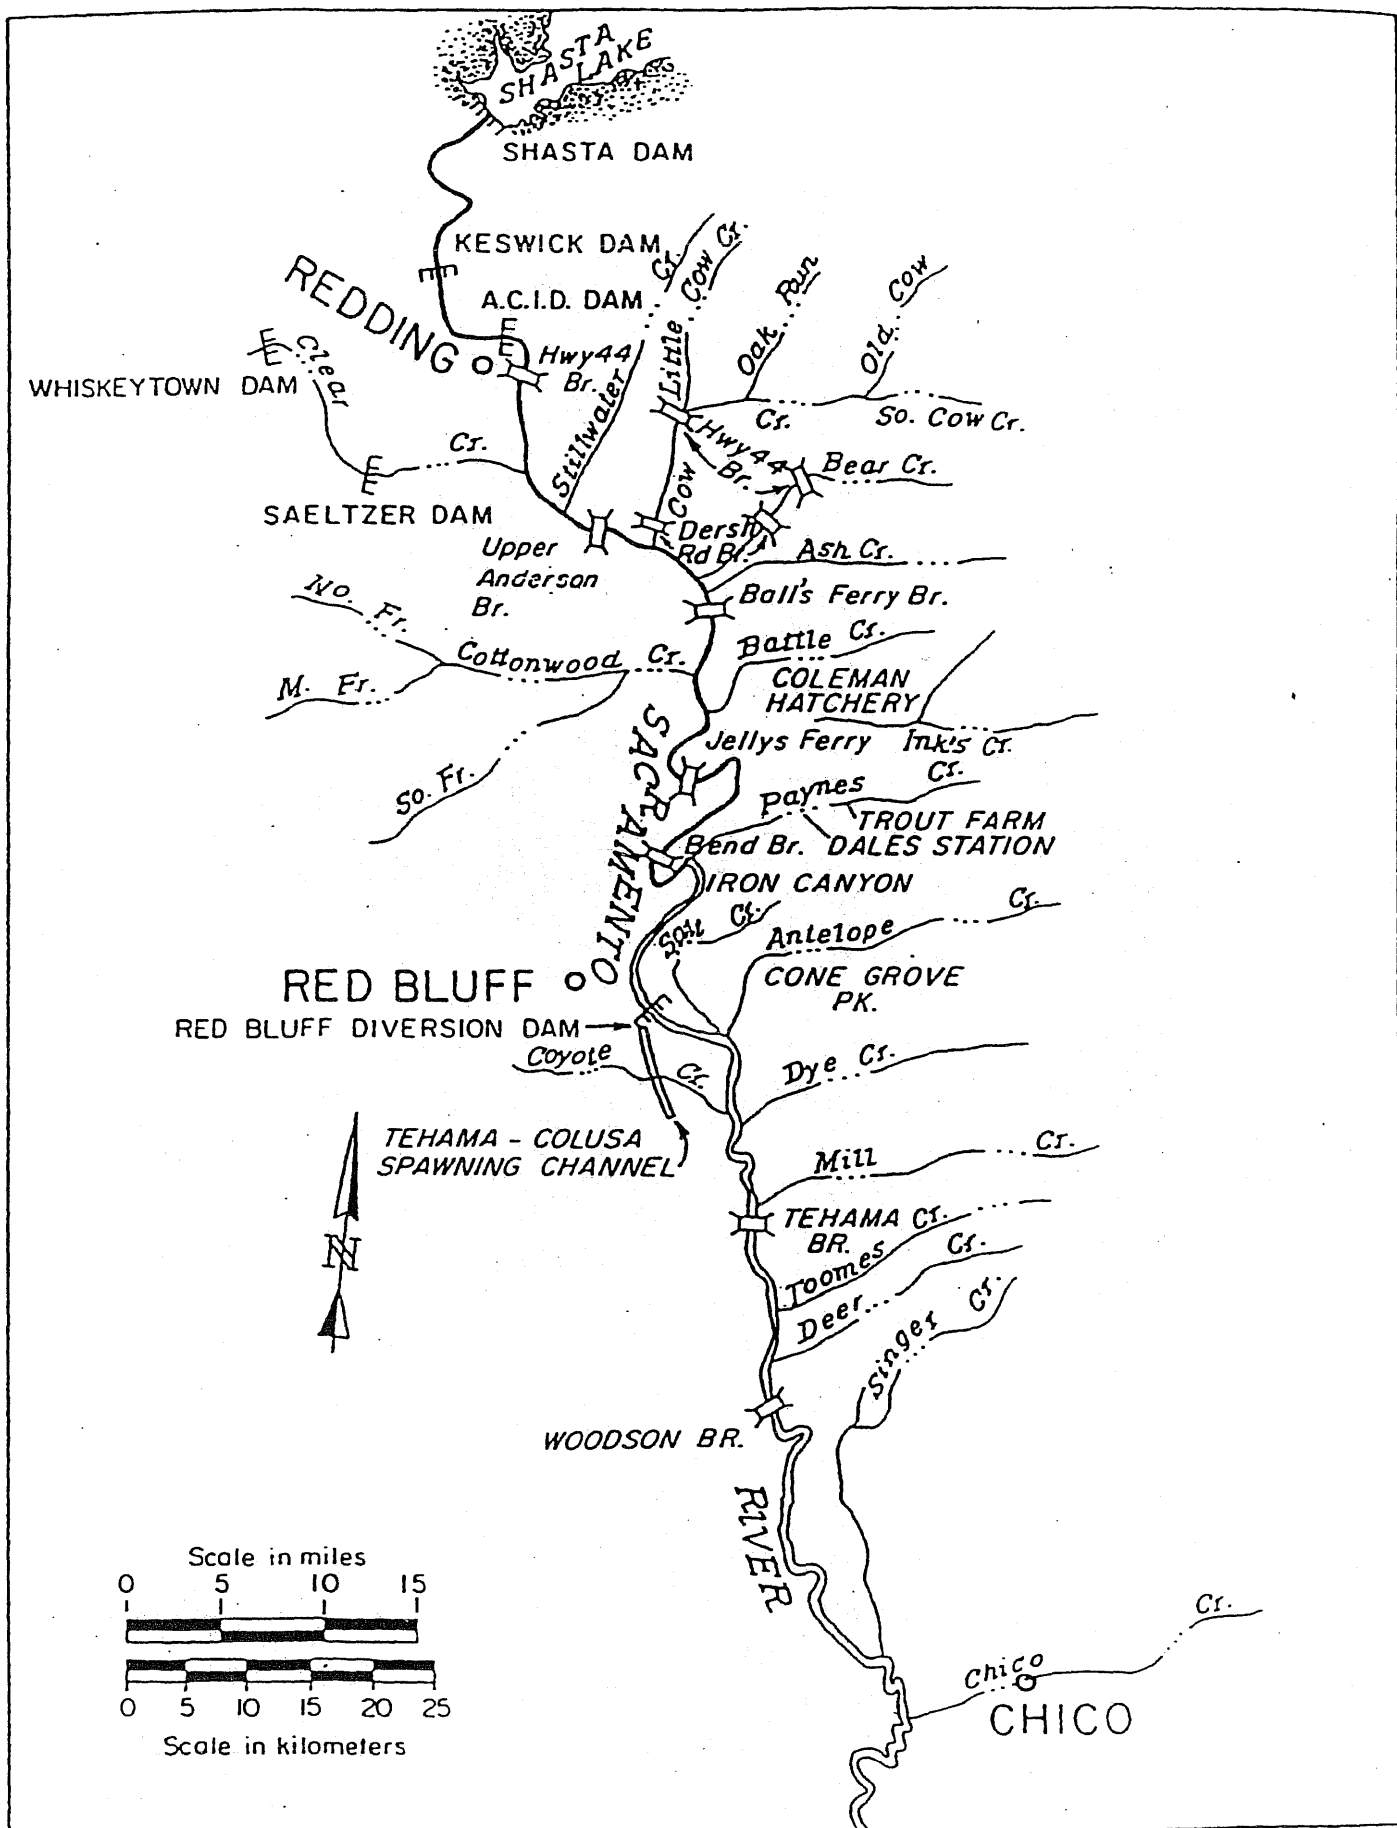 SHASTA
LAKE
SHASTA DAM
KESWICK DAM
REDDING
A.C.I.D. DAM
Cr.
Little Cow Cr.
Oak Run
Old Cow
Hwy 44
Br.
Clear
WHISKEYTOWN DAM
Stillwater
Cr.
Cr.
So. Cow Cr.
Hwy 44
Br.
Bear Cr.
Cow
SAELTZER DAM
Upper
Anderson
Br.
Dersh
Rd Br.
Ash Cr.
No. Fr.
Ball's Ferry Br.
Battle Cr.
Cottonwood Cr.
M. Fr.
COLEMAN
HATCHERY
Jellys Ferry
Ink's Cr.
So. Fr.
SACRAMENTO
Paynes Cr.
TROUT FARM
Bend Br.
DALES STATION
IRON CANYON
Salt Cr.
Antelope Cr.
RED BLUFF
CONE GROVE
PK.
RED BLUFF DIVERSION DAM
Coyote Cr.
Dye Cr.
TEHAMA - COLUSA
SPAWNING CHANNEL
Mill Cr.
N
TEHAMA
BR.
Toomes Cr.
Deer Cr.
Singer Cr.
WOODSON BR.
RIVER
Scale in miles
0 5 10 15
0 5 10 15 20 25
Scale in kilometers
Chico Cr.
CHICO